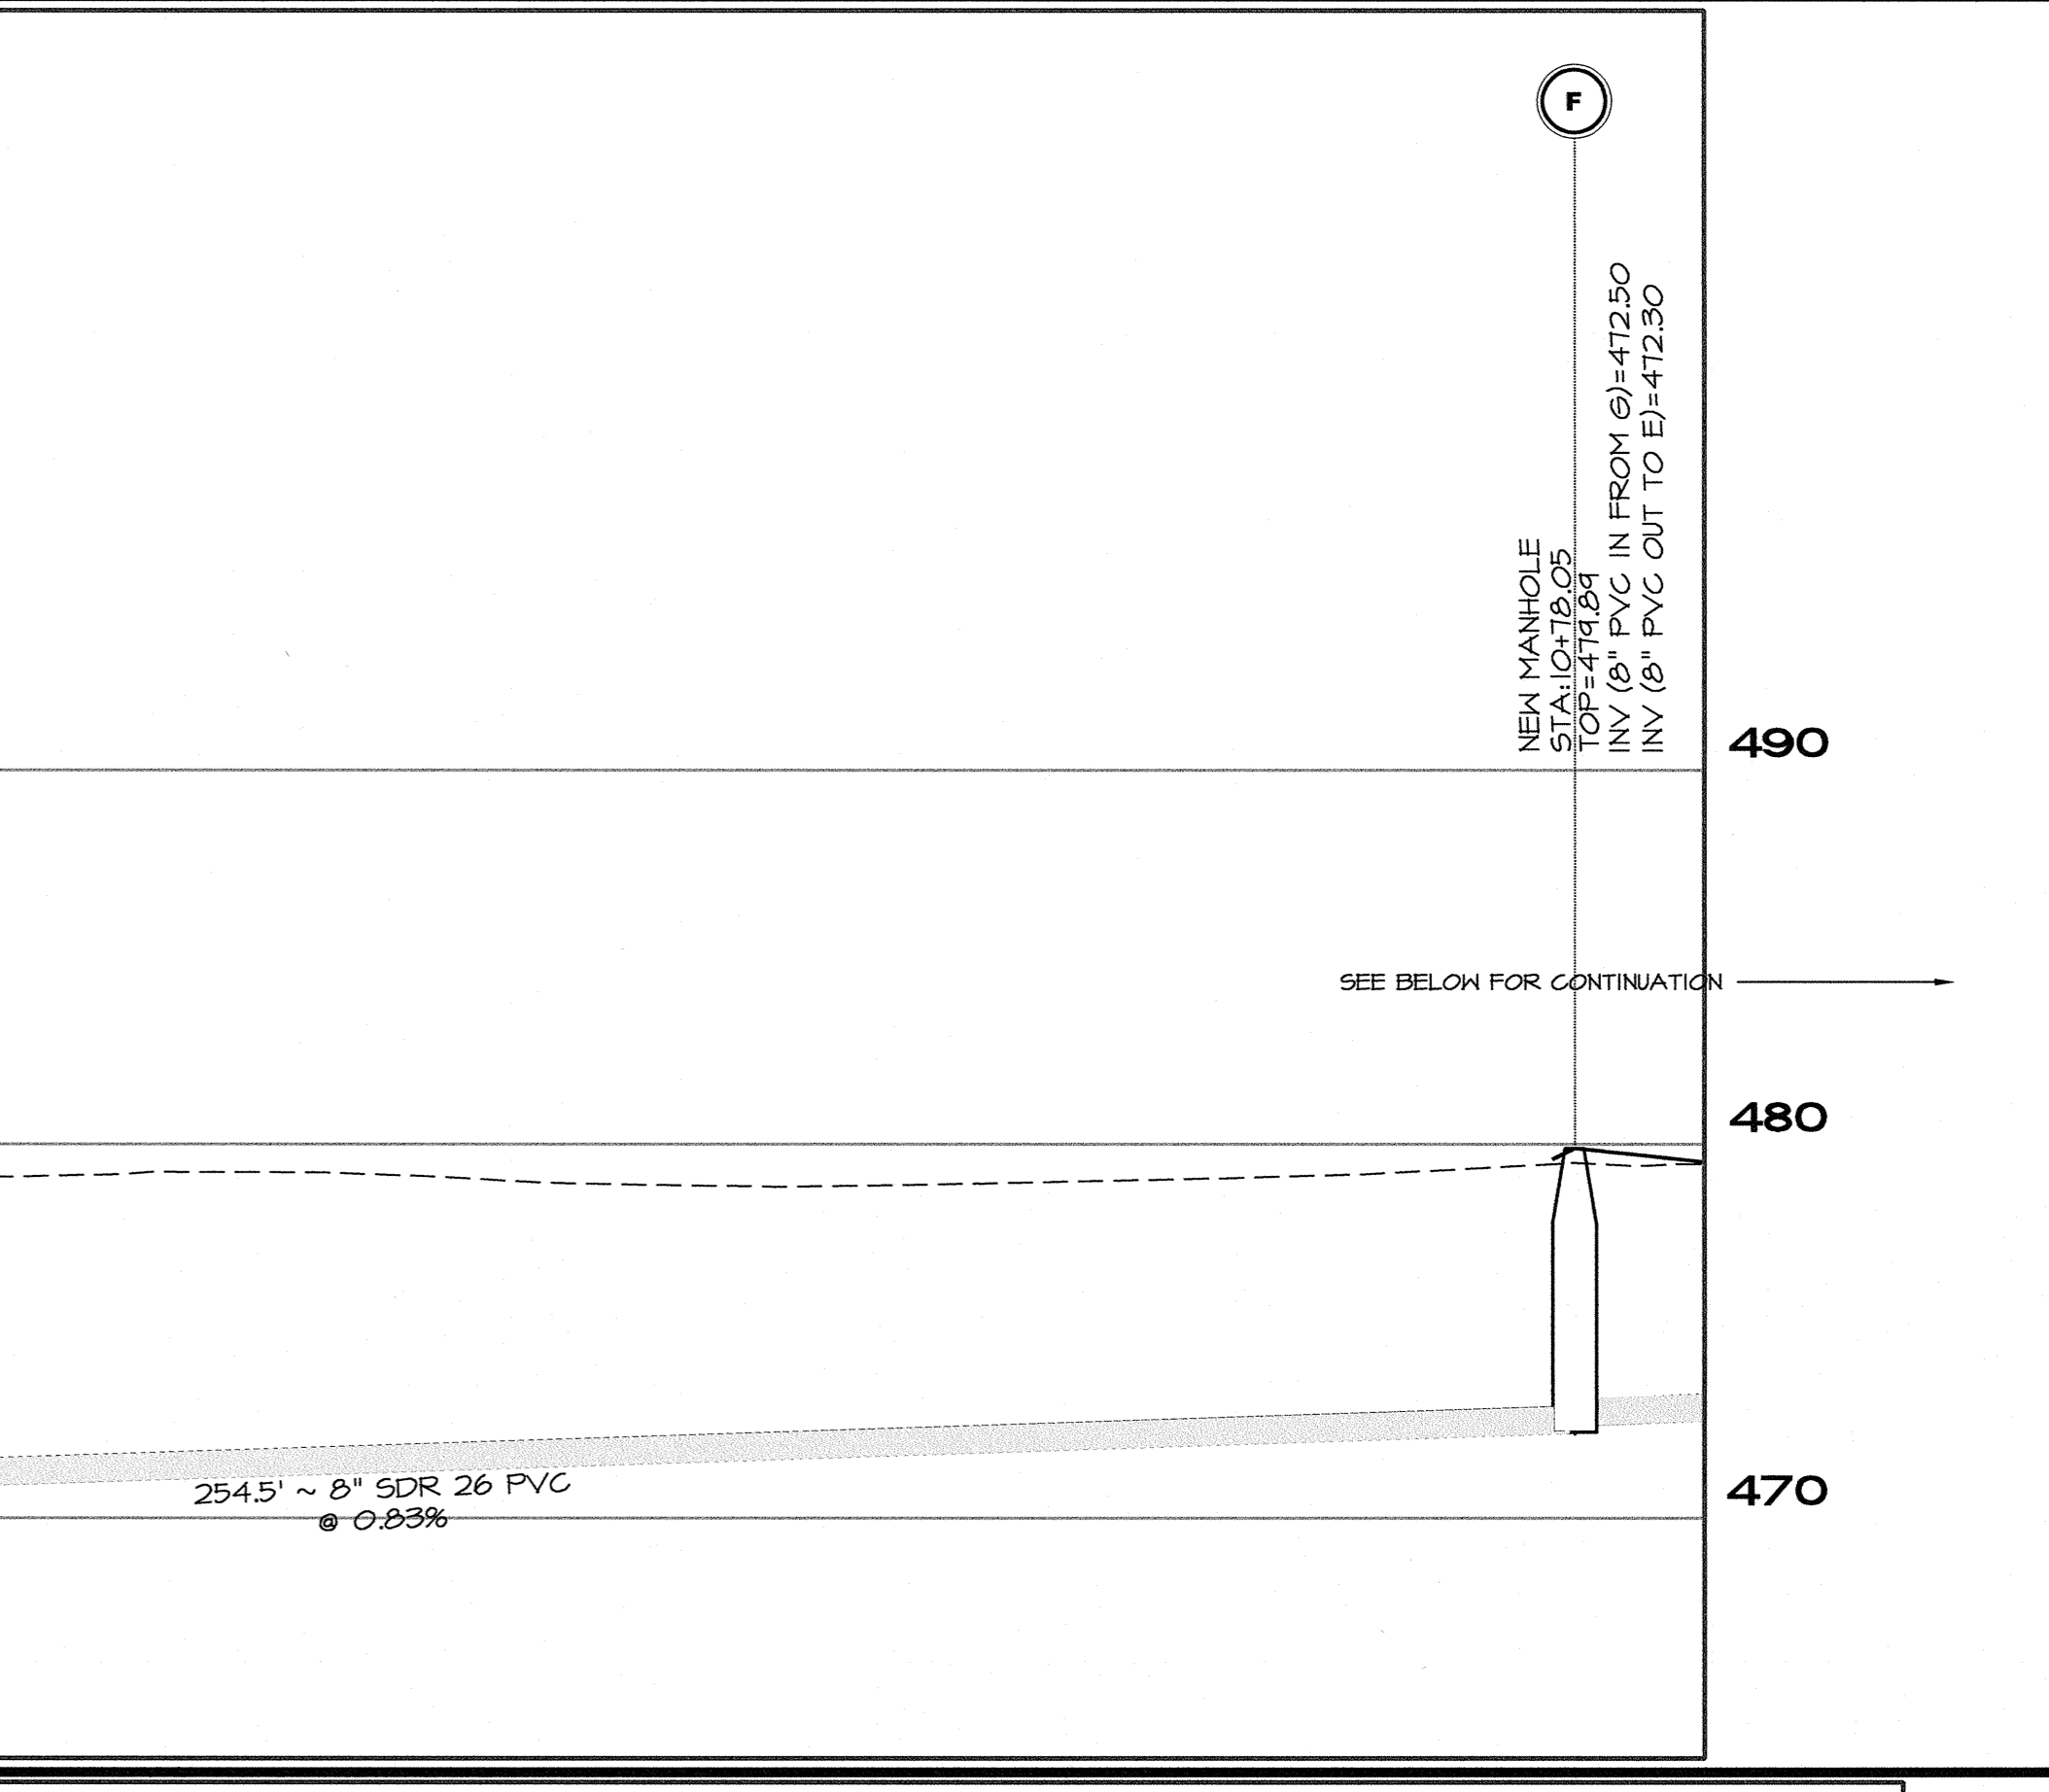 F
NEW MANHOLE
STA:10+78.05
TOP=479.89
INV (8" PVC IN FROM G)=472.50
INV (8" PVC OUT TO E)=472.30
490
SEE BELOW FOR CONTINUATION
480
470
254.5' ~ 8" SDR 26 PVC
@ 0.83%